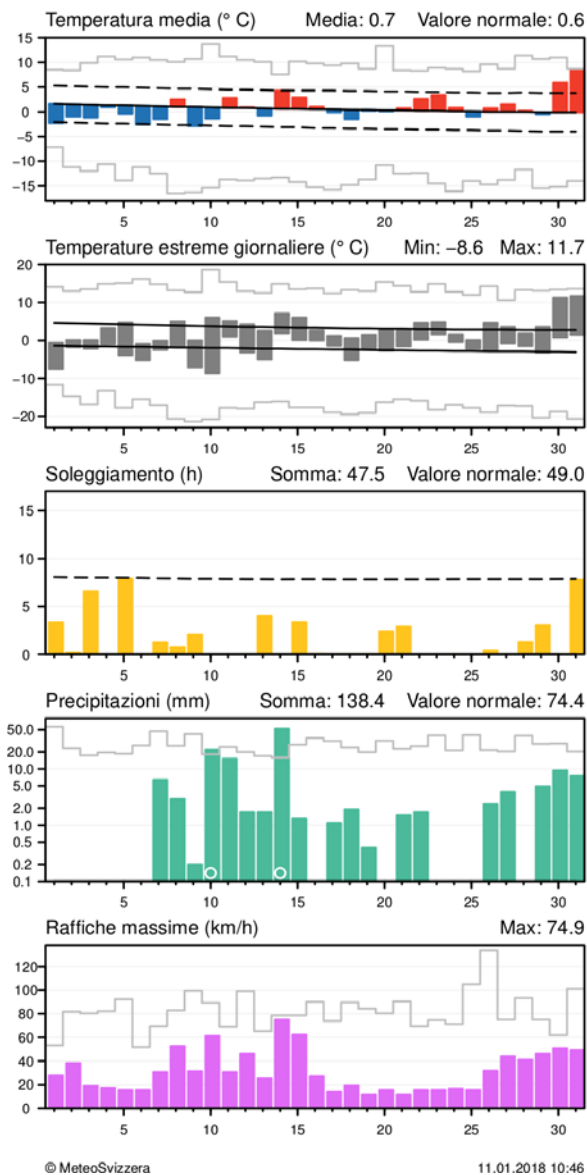 Temperatura media (° C) Media: 0.7 Valore normale: 0.6
15
10
5
0
−5
−10
−15
5 10 15 20 25 30
Temperature estreme giornaliere (° C) Min: −8.6 Max: 11.7
20
10
0
−10
−20
5 10 15 20 25 30
Soleggiamento (h) Somma: 47.5 Valore normale: 49.0
15
10
5
0
5 10 15 20 25 30
Precipitazioni (mm) Somma: 138.4 Valore normale: 74.4
50.0
20.0
10.0
5.0
2.0
1.0
0.5
0.2
0.1
5 10 15 20 25 30
Raffiche massime (km/h) Max: 74.9
120
100
80
60
40
20
0
5 10 15 20 25 30
© MeteoSvizzera 11.01.2018 10:46